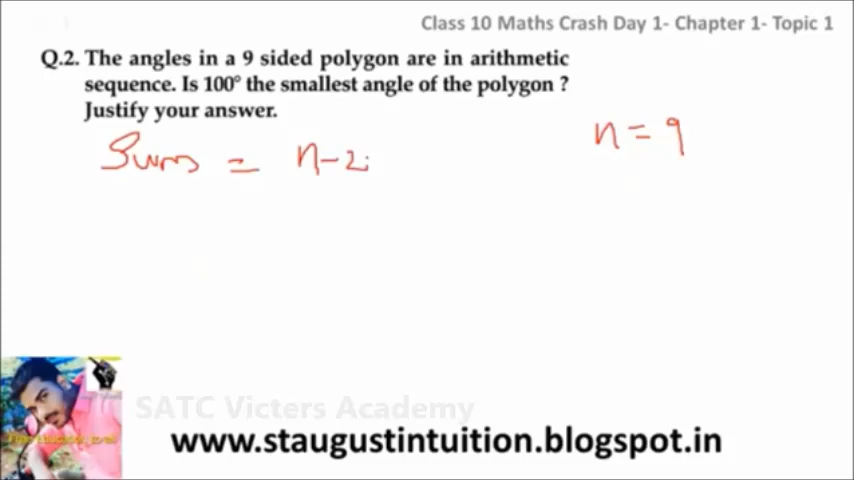 Class 10 Maths Crash Day 1- Chapter 1- Topic 1
Q.2. The angles in a 9 sided polygon are in arithmetic
sequence. Is 100° the smallest angle of the polygon ?
Justify your answer.
n = 9
Sum = n-2
SATC Victers Academy
www.staugustintuition.blogspot.in